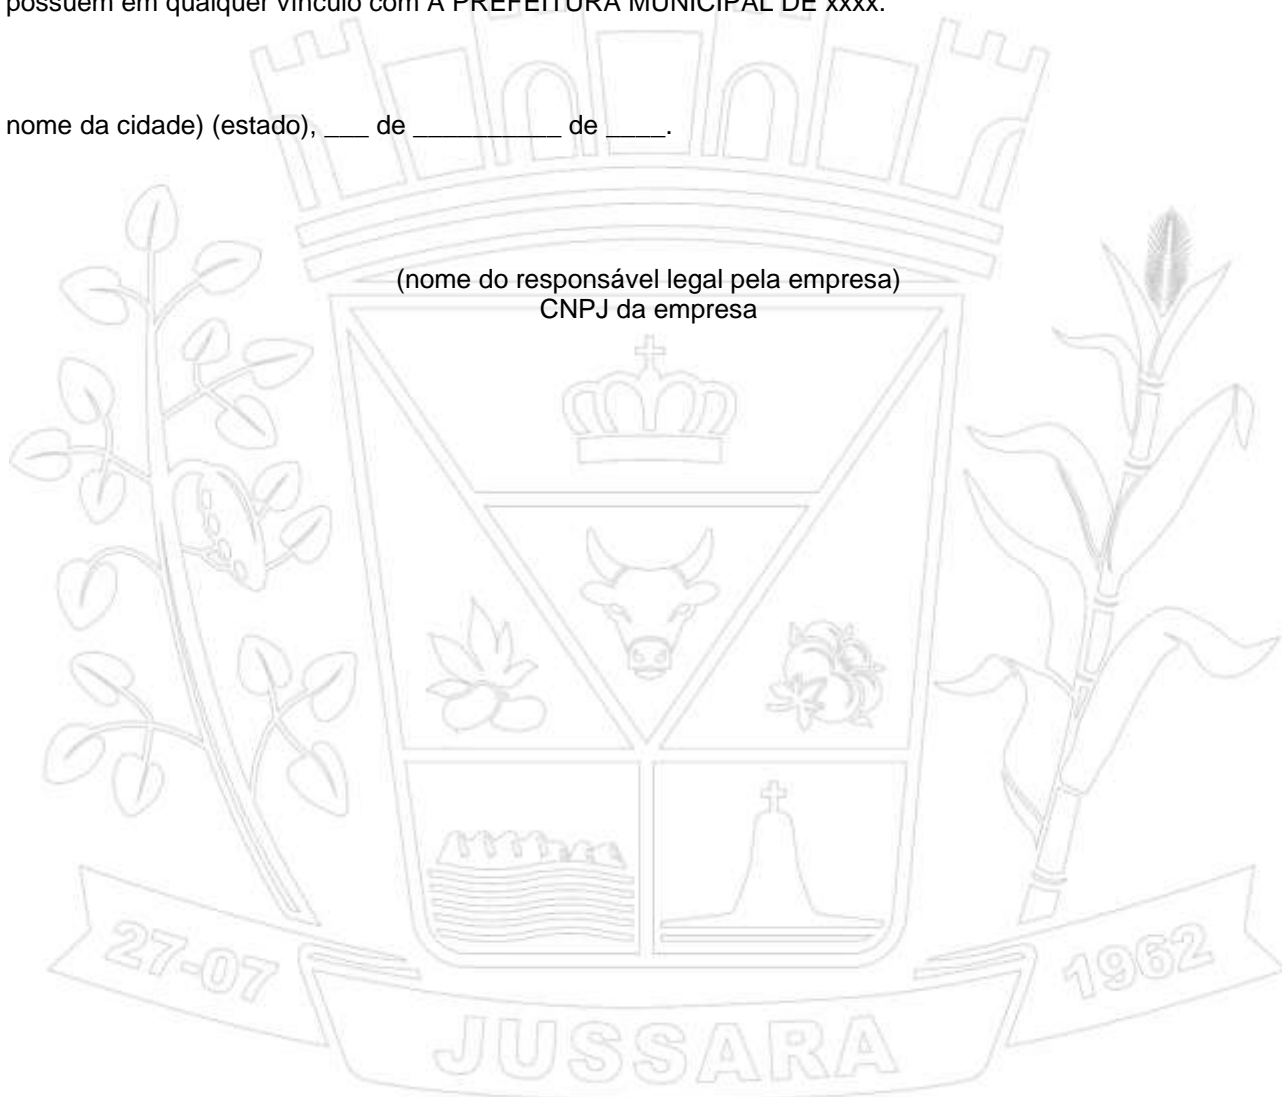 possuem em qualquer vínculo com A PREFEITURA MUNICIPAL DE xxxx.
nome da cidade) (estado), ___ de __________ de ____.
(nome do responsável legal pela empresa)
CNPJ da empresa
27-07
1962
JUSSARA